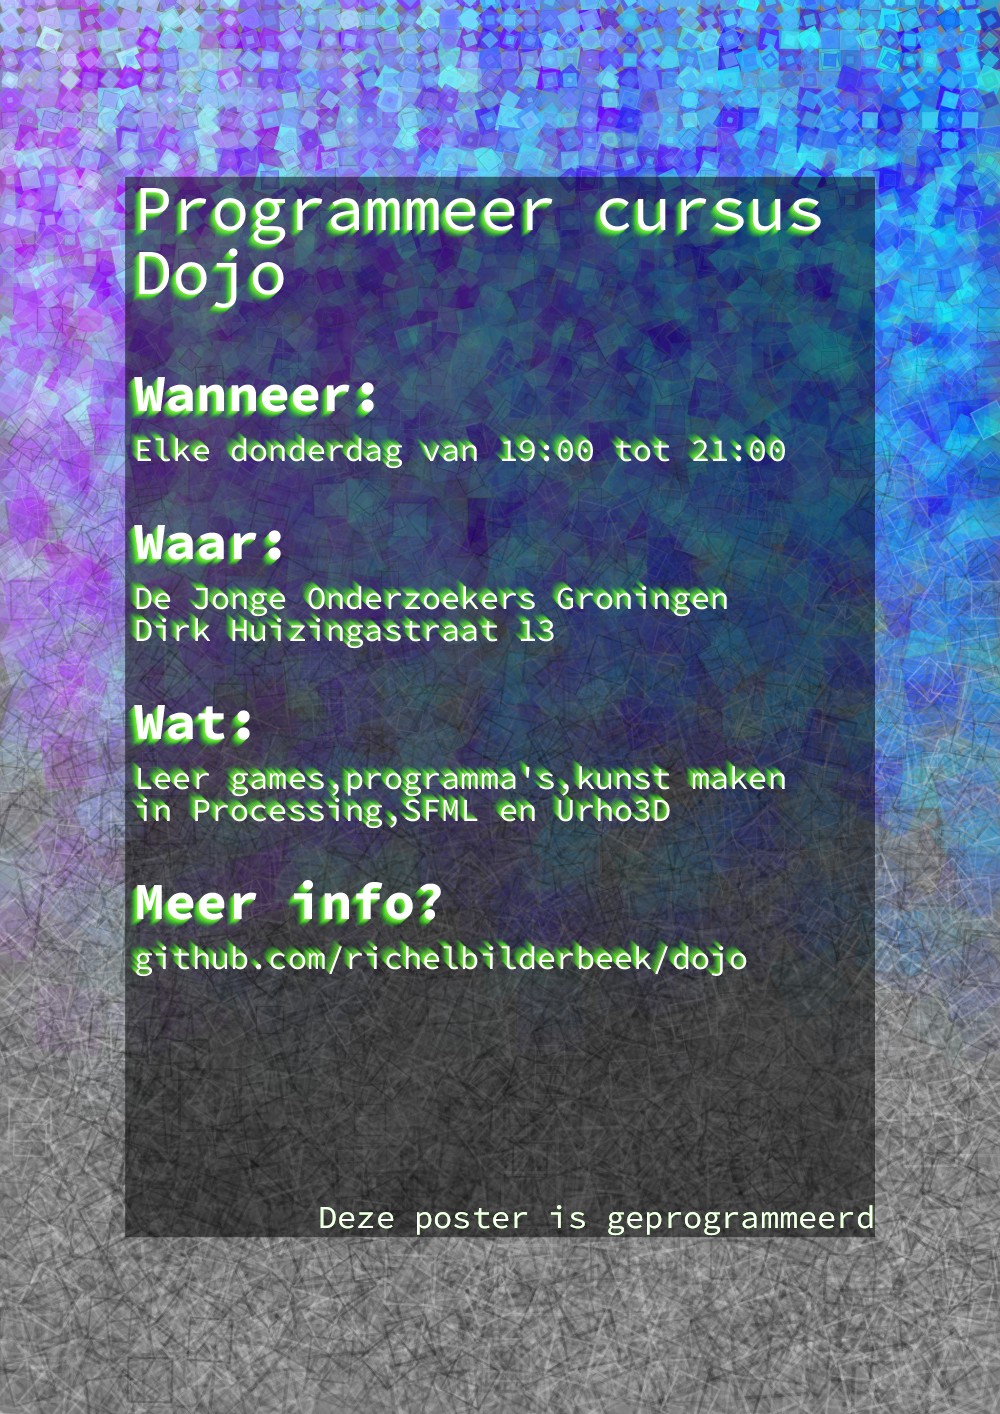 Programmeer cursus
Dojo
Wanneer:
Elke donderdag van 19:00 tot 21:00
Waar:
De Jonge Onderzoekers Groningen
Dirk Huizingastraat 13
Wat:
Leer games,programma's,kunst maken
in Processing,SFML en Urho3D
Meer info?
github.com/richelbilderbeek/dojo
Deze poster is geprogrammeerd